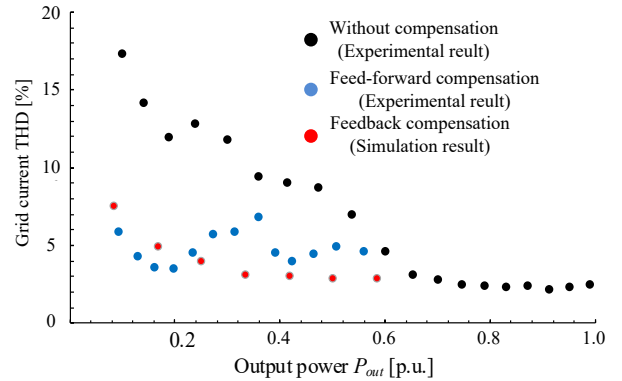 20
15
10
5
0
Grid current THD [%]
Without compensation
(Experimental reult)
Feed-forward compensation
(Experimental reult)
Feedback compensation
(Simulation result)
0.2
0.4
0.6
0.8
1.0
Output power Pout [p.u.]